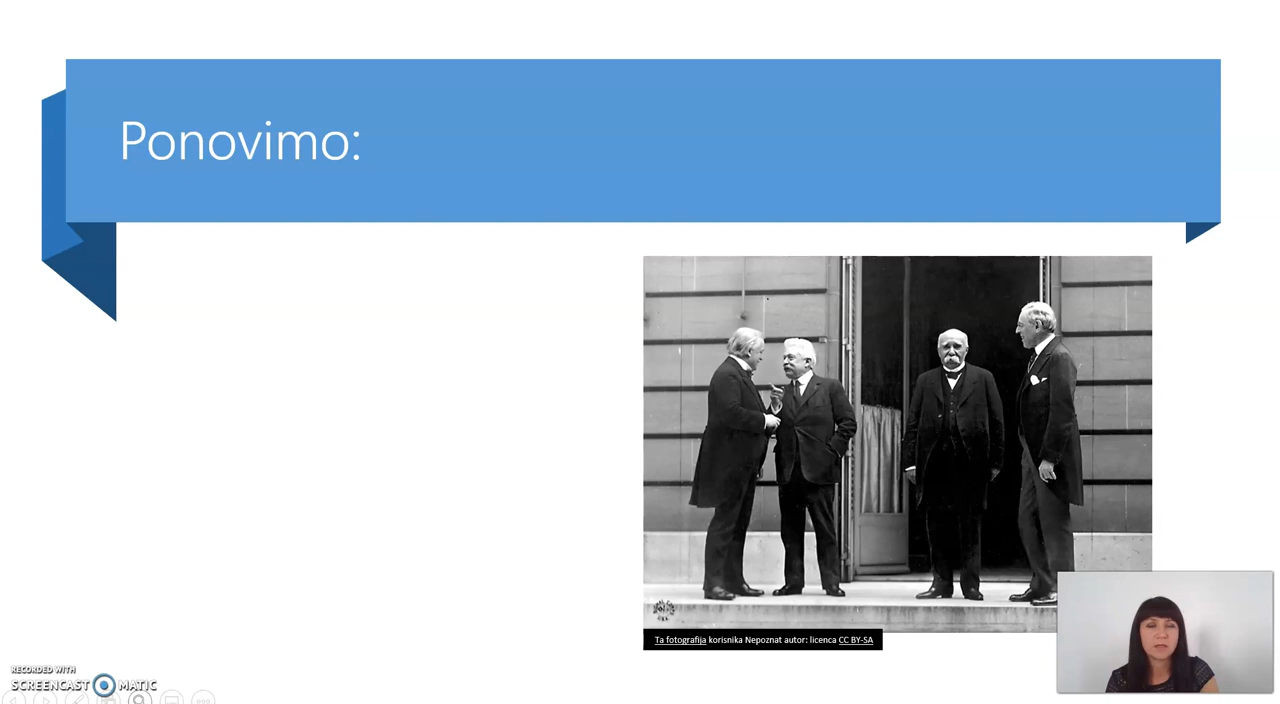 Ponovimo:
Ta fotografija korisnika Nepoznat autor: licenca CC BY-SA
RECORDED WITH
SCREENCAST MATIC